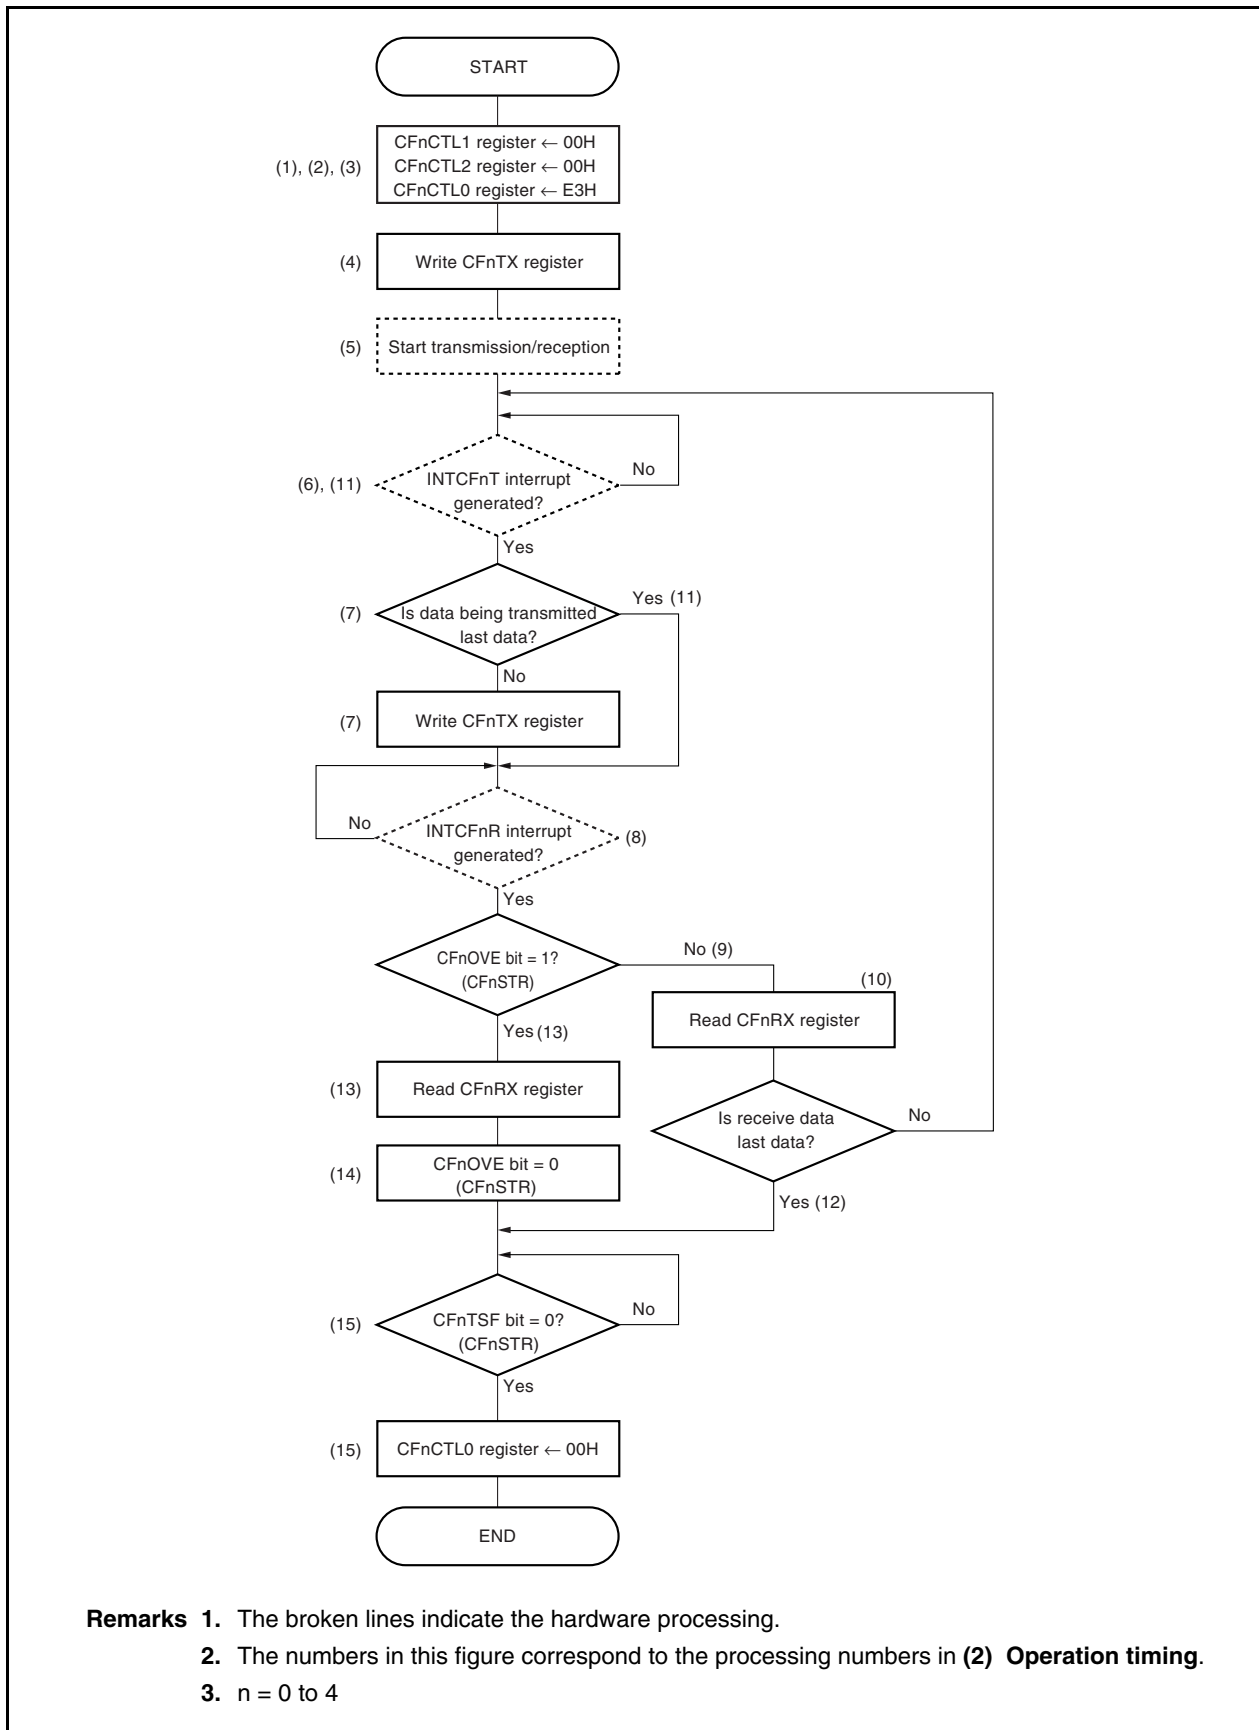 START
CFnCTL1 register ← 00H
(1), (2), (3) CFnCTL2 register ← 00H
CFnCTL0 register ← E3H
(4) Write CFnTX register
(5) Start transmission/reception
(6), (11) INTCFnT interrupt
generated?
No
Yes
(7) Is data being transmitted
last data?
Yes (11)
No
(7) Write CFnTX register
No
INTCFnR interrupt
generated?
(8)
Yes
CFnOVE bit = 1?
(CFnSTR)
No (9)
(10)
Read CFnRX register
Yes (13)
(13) Read CFnRX register
Is receive data
last data?
No
(14) CFnOVE bit = 0
(CFnSTR)
Yes (12)
(15) CFnTSF bit = 0?
(CFnSTR)
No
Yes
(15) CFnCTL0 register ← 00H
END
Remarks 1. The broken lines indicate the hardware processing.
2. The numbers in this figure correspond to the processing numbers in (2) Operation timing.
3. n = 0 to 4